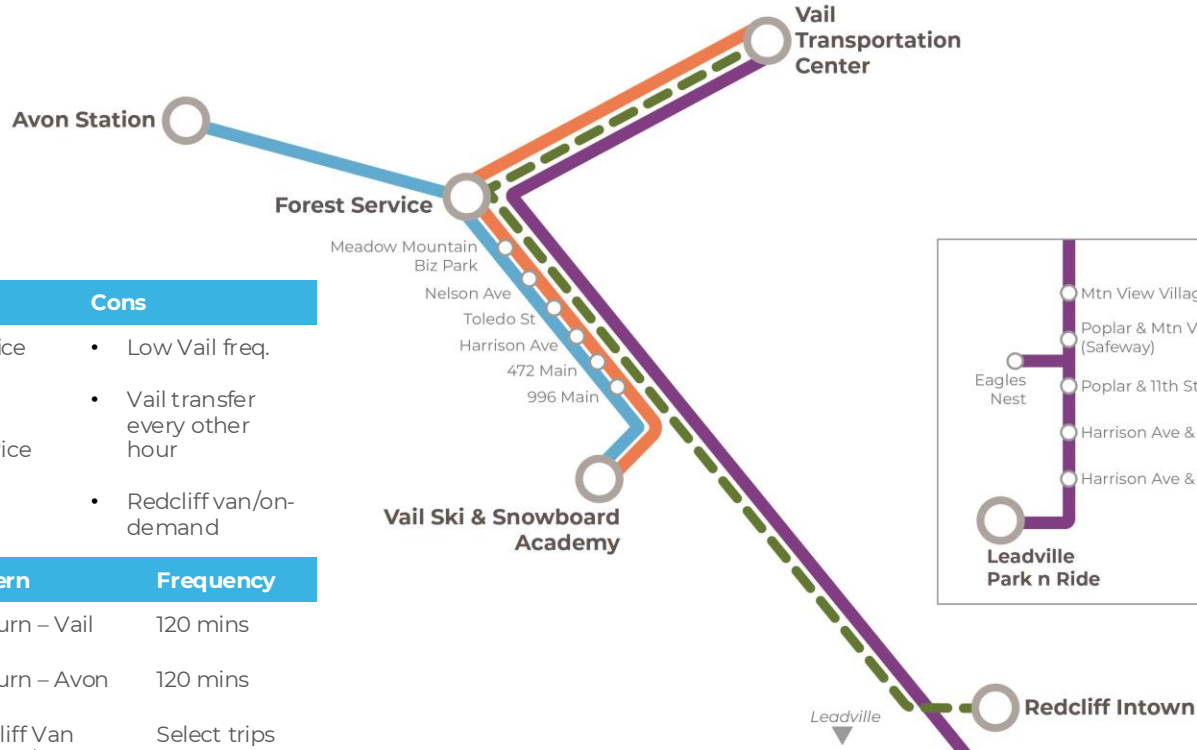 Vail
Transportation
Center
Avon Station
Forest Service
Meadow Mountain
Biz Park
Nelson Ave
Toledo St
Harrison Ave
472 Main
996 Main
Vail Ski & Snowboard
Academy
Cons
• Low Vail freq.
• Vail transfer
every other
hour
• Redcliff van/on-
demand
Frequency
urn – Vail 120 mins
urn – Avon 120 mins
liff Van Select trips
Mtn View Villag
Poplar & Mtn V
(Safeway)
Eagles
Nest
Poplar & 11th St
Harrison Ave &
Harrison Ave &
Leadville
Park n Ride
Leadville
Redcliff Intown